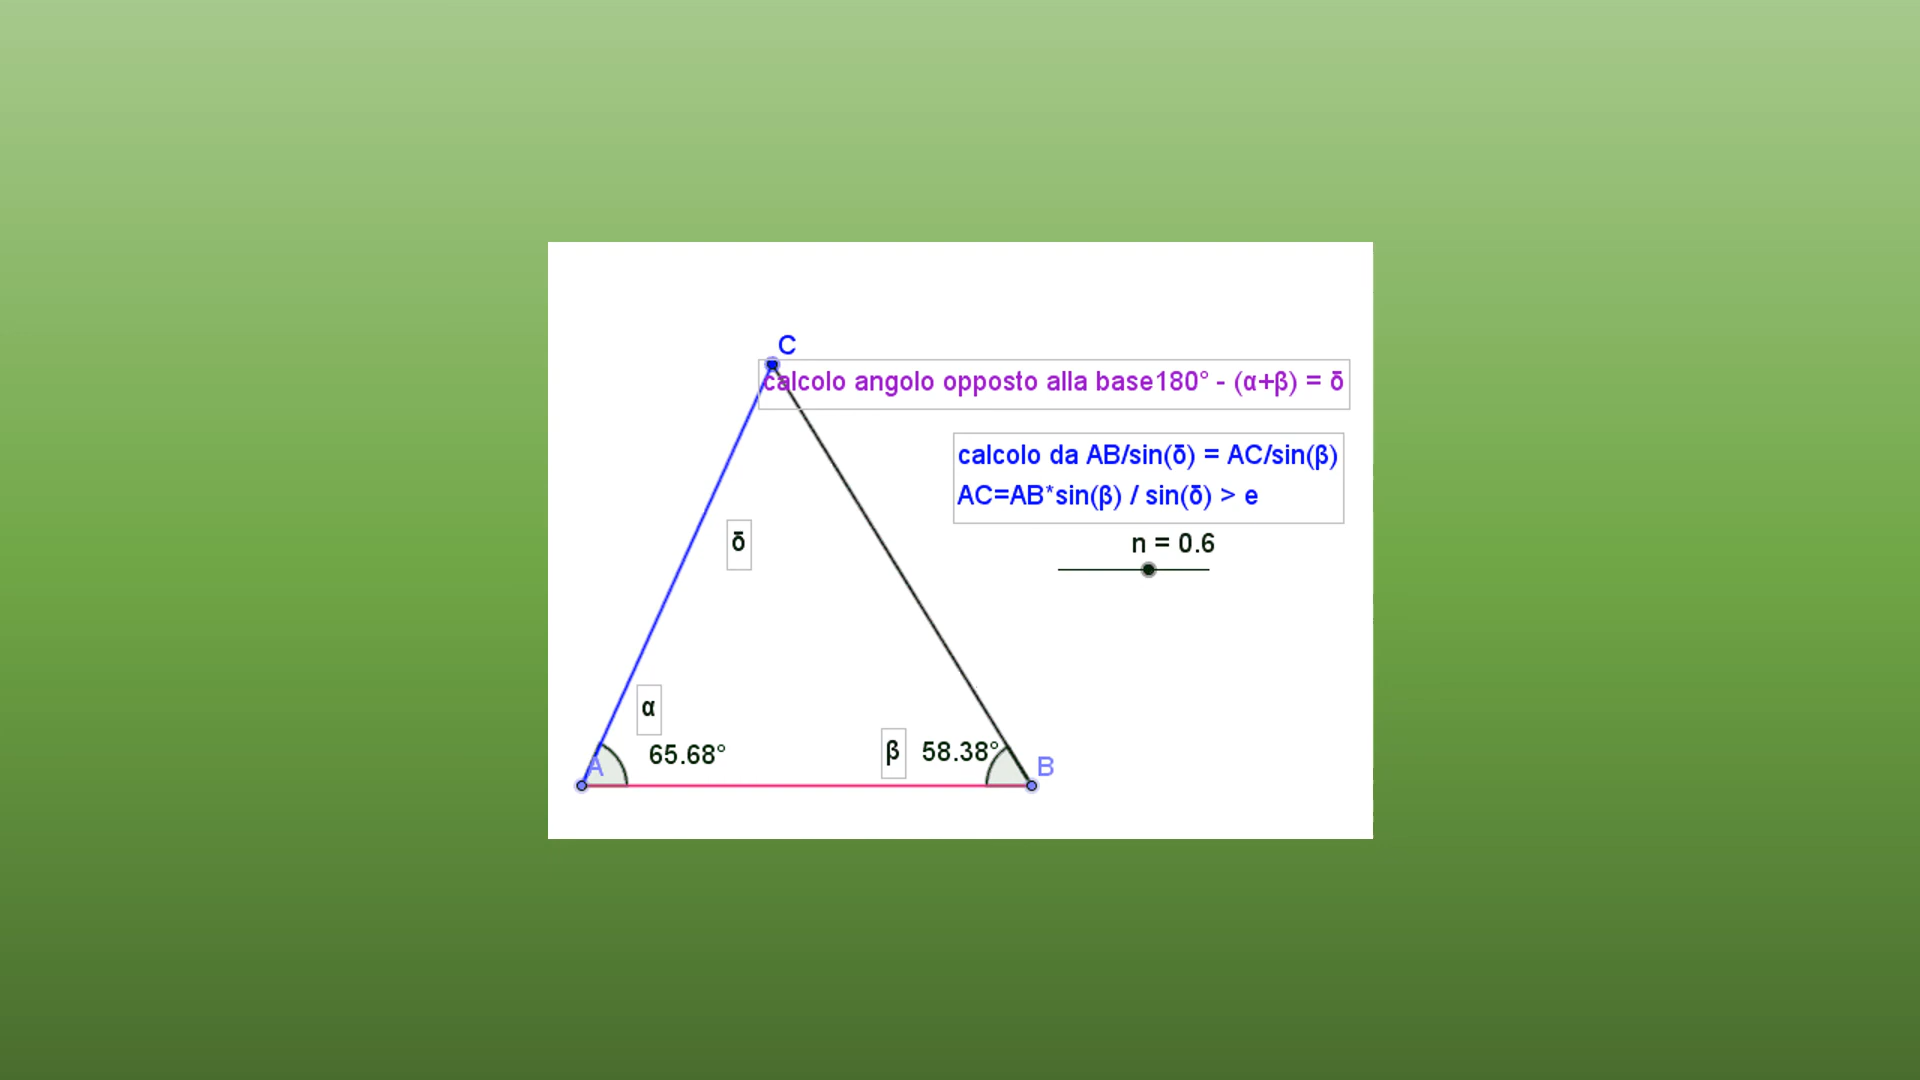 C
calcolo angolo opposto alla base180° - (α+β) = δ
calcolo da AB/sin(δ) = AC/sin(β)
AC=AB*sin(β) / sin(δ) > e
n = 0.6
δ
α
65.68°
β 58.38°
A
B